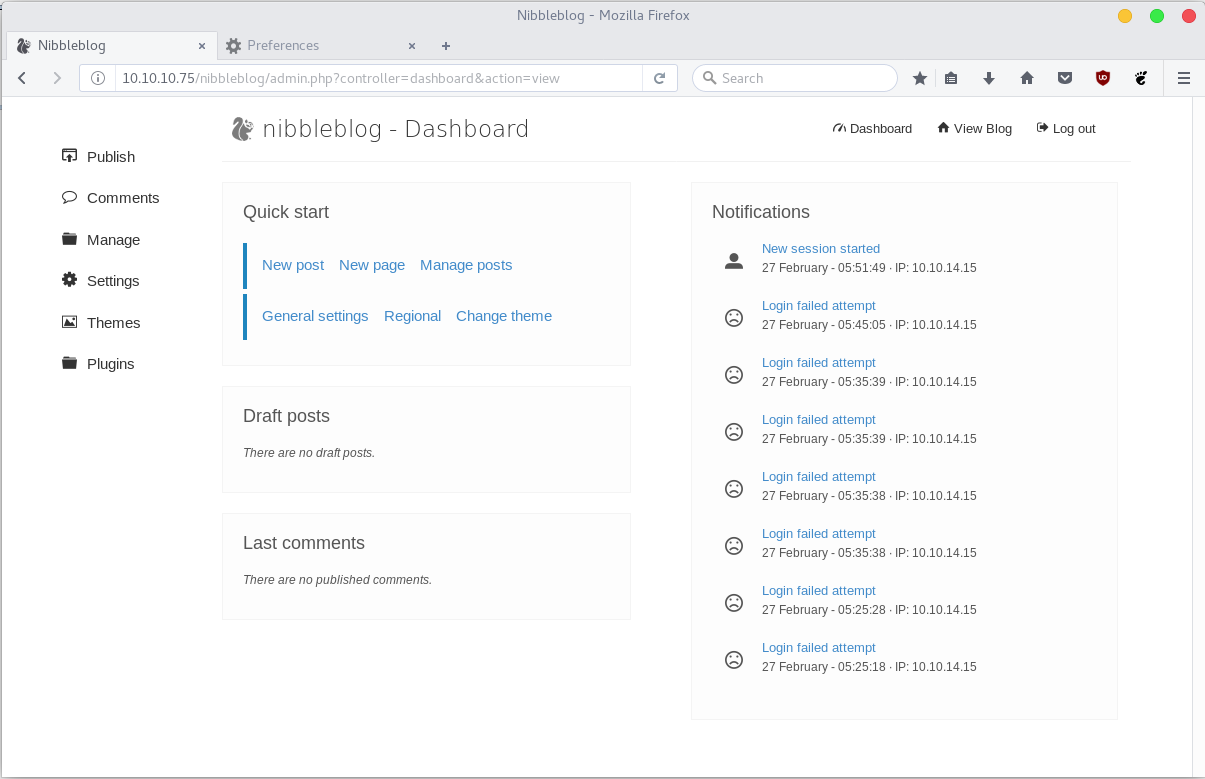 Nibbleblog - Mozilla Firefox
Nibbleblog × Preferences × +
10.10.10.75/nibbleblog/admin.php?controller=dashboard&action=view
Search
nibbleblog - Dashboard
Dashboard View Blog Log out
Publish
Comments
Manage
Settings
Themes
Plugins
Quick start
New post New page Manage posts
General settings Regional Change theme
Draft posts
There are no draft posts.
Last comments
There are no published comments.
Notifications
New session started
27 February - 05:51:49 · IP: 10.10.14.15
Login failed attempt
27 February - 05:45:05 · IP: 10.10.14.15
Login failed attempt
27 February - 05:35:39 · IP: 10.10.14.15
Login failed attempt
27 February - 05:35:39 · IP: 10.10.14.15
Login failed attempt
27 February - 05:35:38 · IP: 10.10.14.15
Login failed attempt
27 February - 05:35:38 · IP: 10.10.14.15
Login failed attempt
27 February - 05:25:28 · IP: 10.10.14.15
Login failed attempt
27 February - 05:25:18 · IP: 10.10.14.15